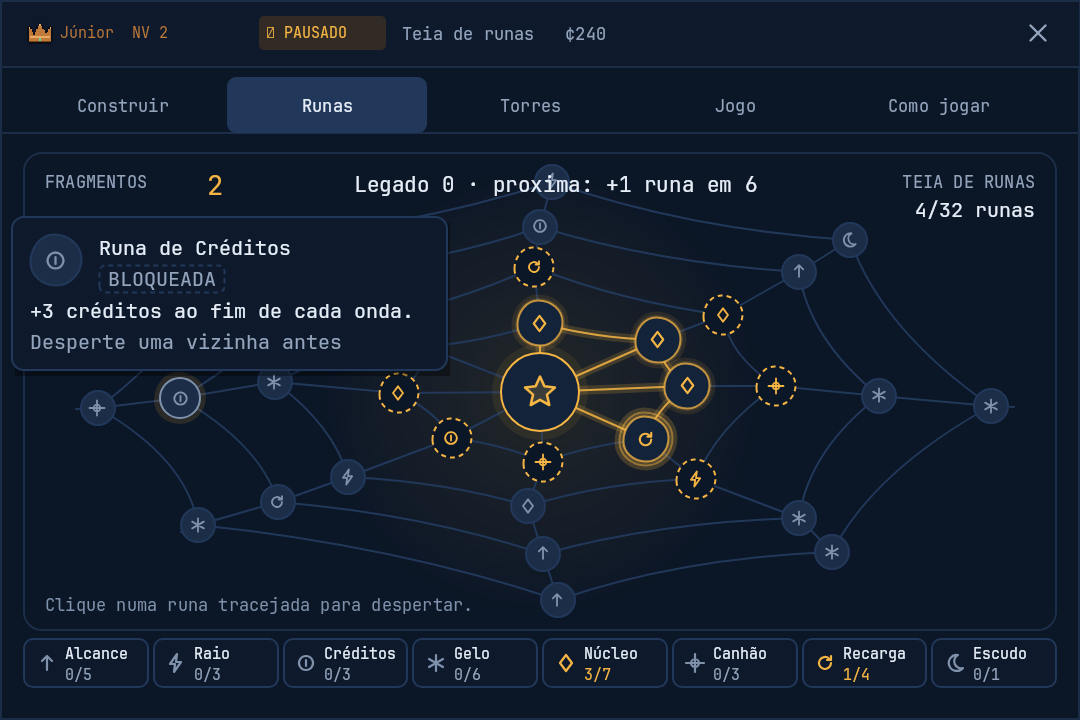 Júnior NV 2 PAUSADO Teia de runas ₵240
Construir Runas Torres Jogo Como jogar
FRAGMENTOS 2
Legado 0 · proxima: +1 runa em 6
TEIA DE RUNAS
4/32 runas
Runa de Créditos
BLOQUEADA
+3 créditos ao fim de cada onda.
Desperte uma vizinha antes
Clique numa runa tracejada para despertar.
Alcance
0/5
Raio
0/3
Créditos
0/3
Gelo
0/6
Núcleo
3/7
Canhão
0/3
Recarga
1/4
Escudo
0/1